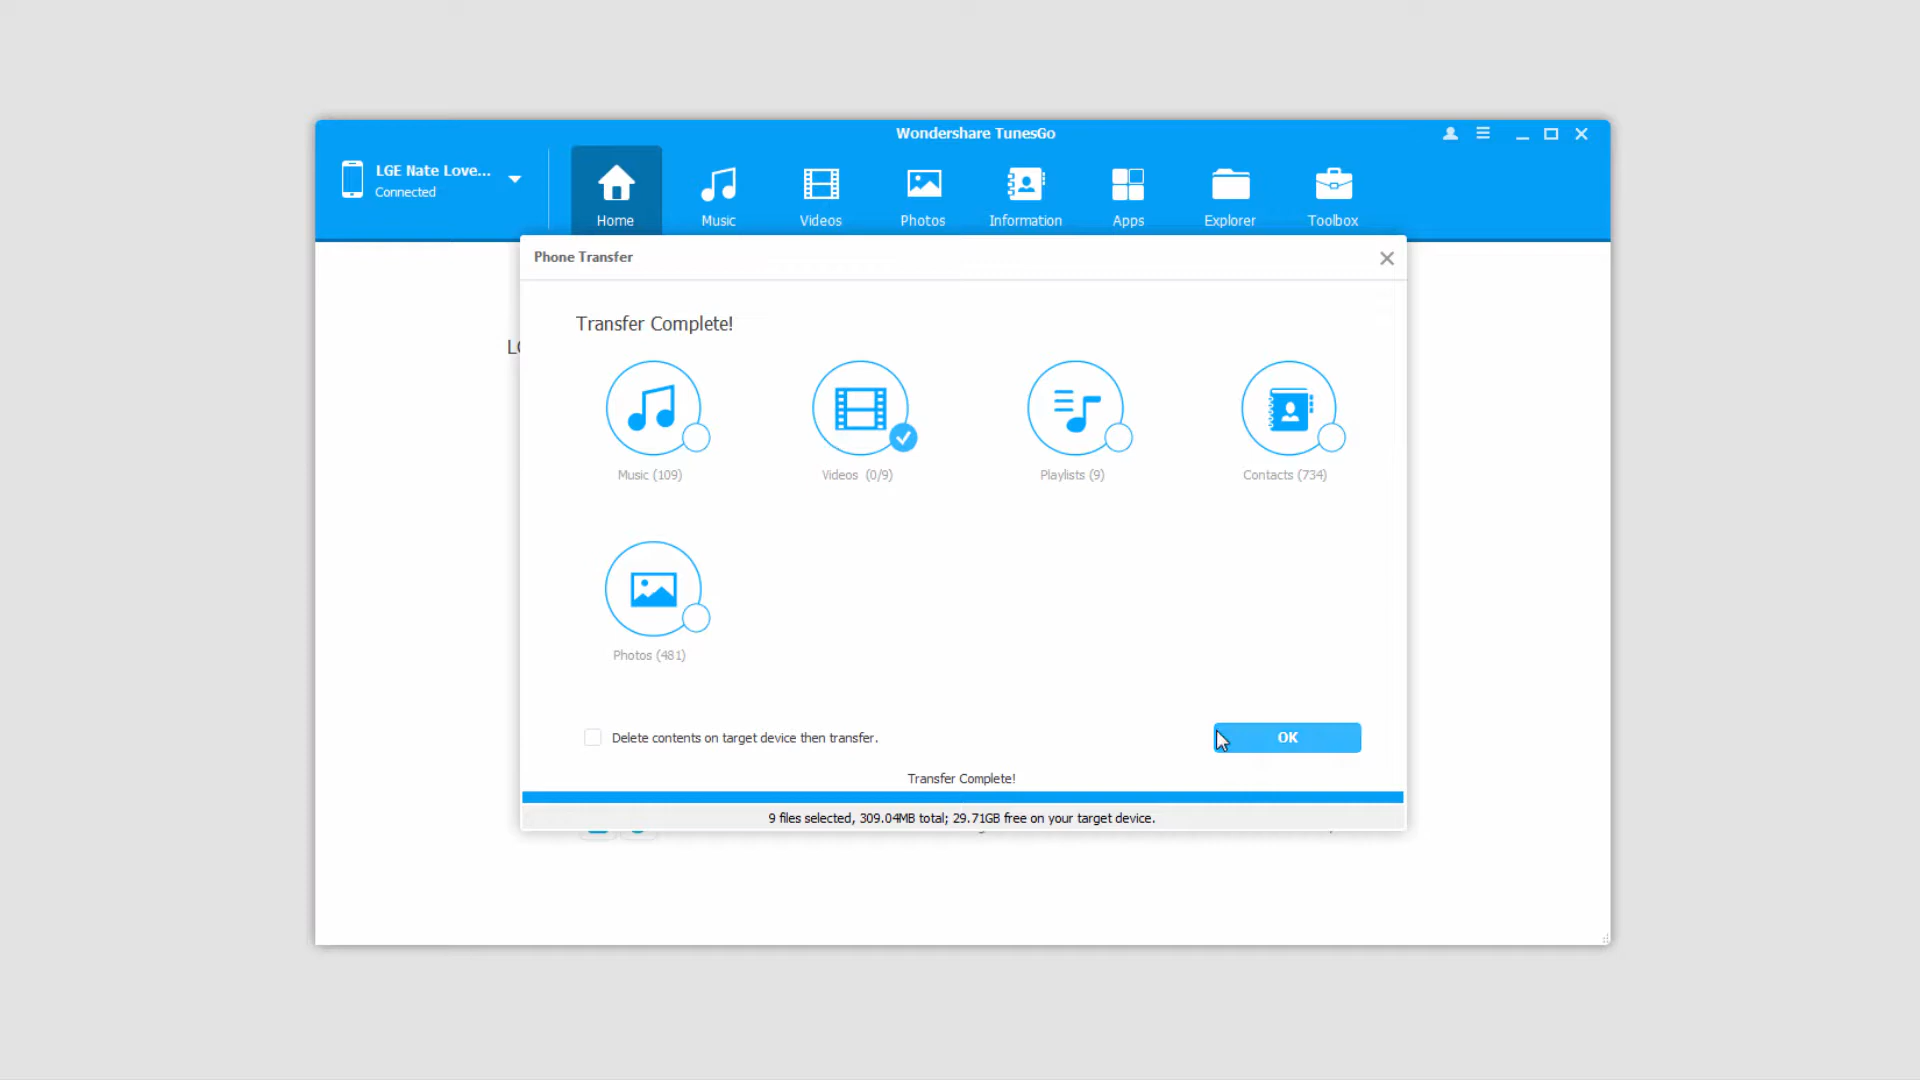 Wondershare TunesGo
LGE Nate Love...
Connected
Home
Music
Videos
Photos
Information
Apps
Explorer
Toolbox
Phone Transfer
Transfer Complete!
Music (109)
Videos (0/9)
Playlists (9)
Contacts (734)
Photos (481)
Delete contents on target device then transfer.
OK
Transfer Complete!
9 files selected, 309.04MB total; 29.71GB free on your target device.